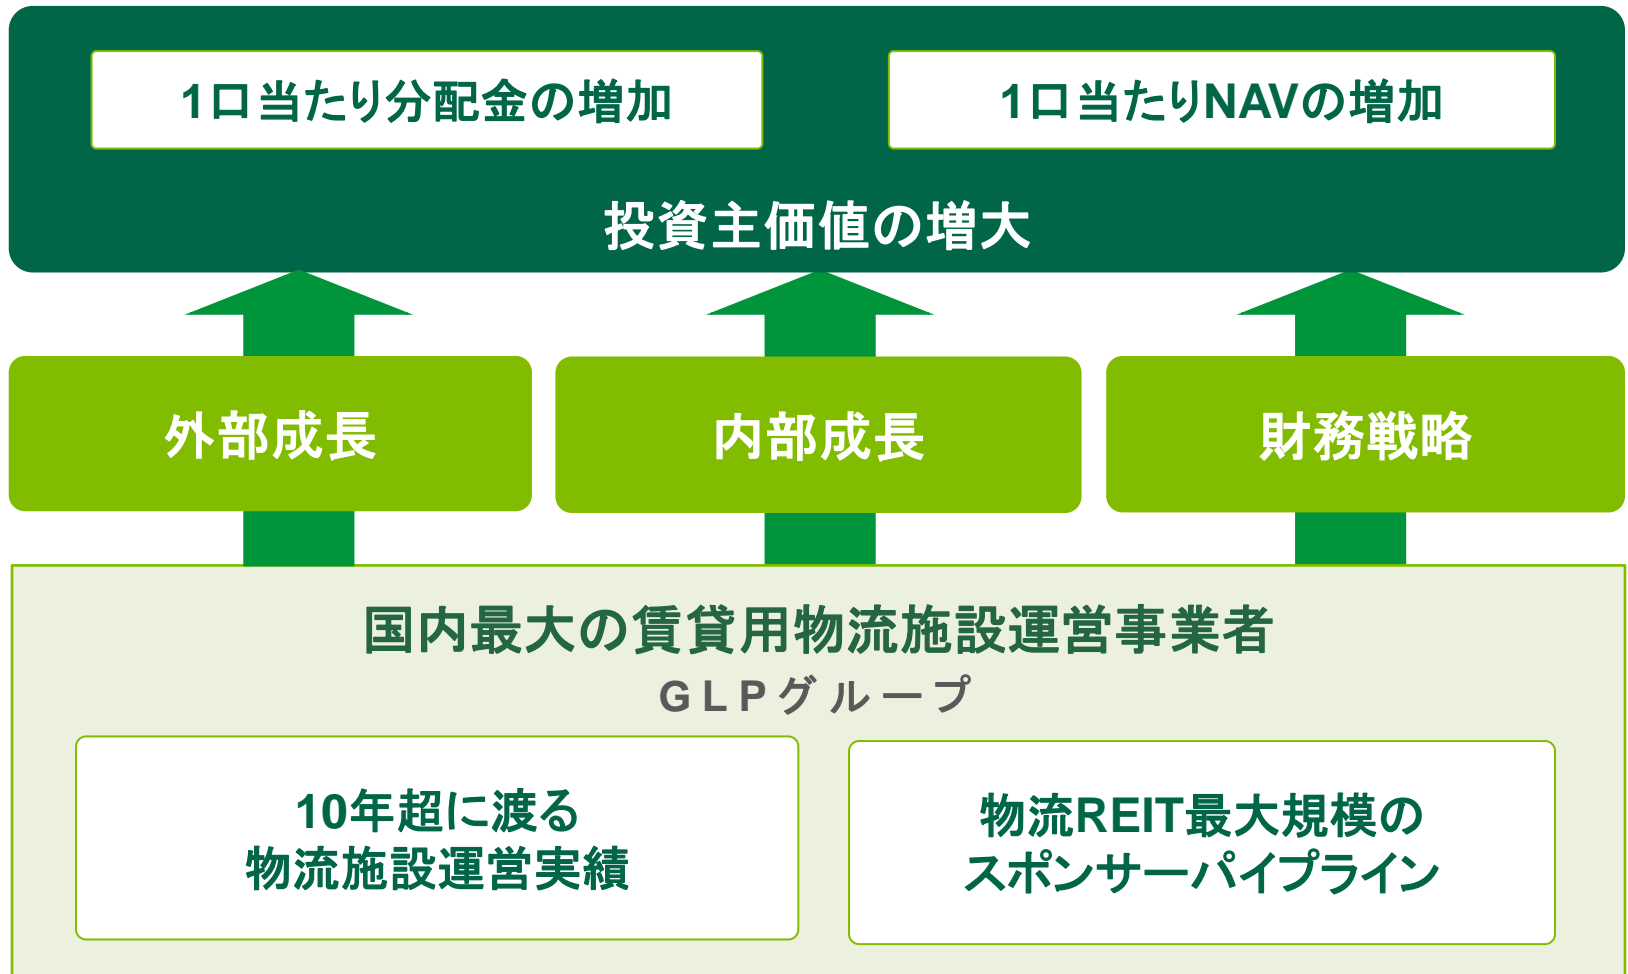 1口当たり分配金の増加
1口当たりNAVの増加
投資主価値の増大
外部成長
内部成長
財務戦略
国内最大の賃貸用物流施設運営事業者
GLPグループ
10年超に渡る
物流施設運営実績
物流REIT最大規模の
スポンサーパイプライン